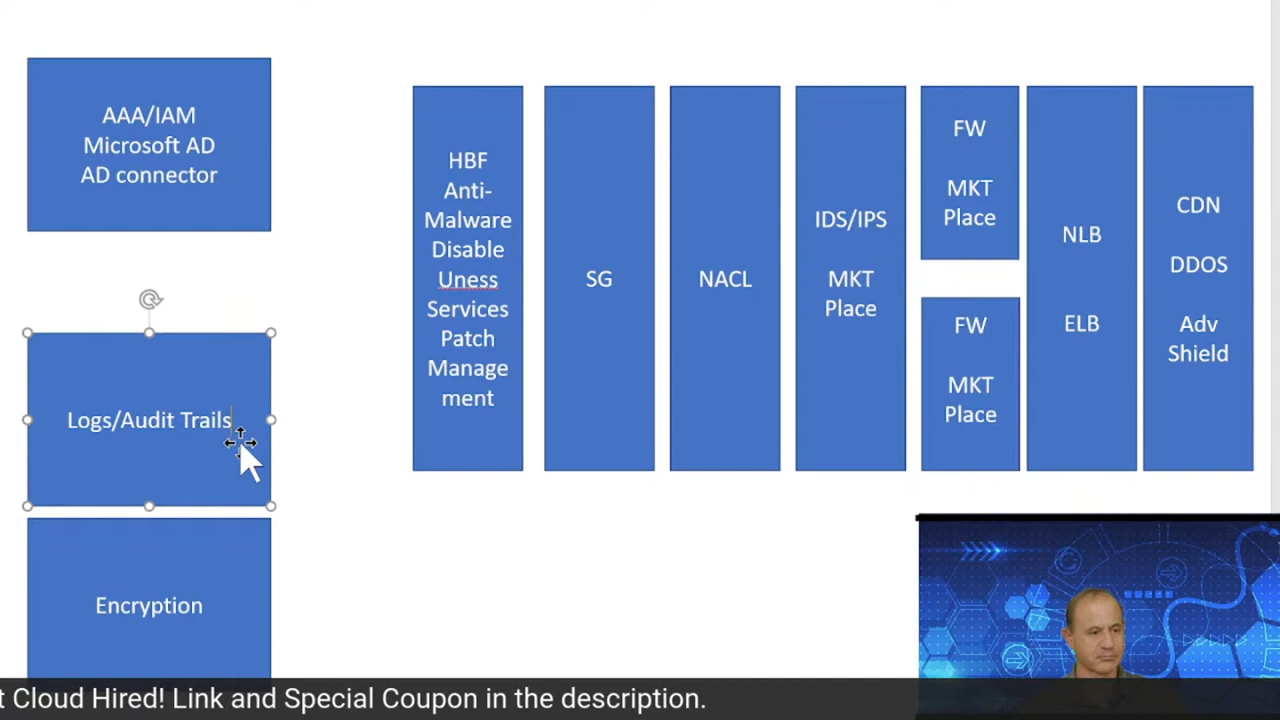 AAA/IAM
Microsoft AD
AD connector
Logs/Audit Trails
Encryption
HBF
Anti-
Malware
Disable
Uness
Services
Patch
Manage
ment
SG
NACL
IDS/IPS
MKT
Place
FW
MKT
Place
FW
MKT
Place
NLB
ELB
CDN
DDOS
Adv
Shield
t Cloud Hired! Link and Special Coupon in the description.